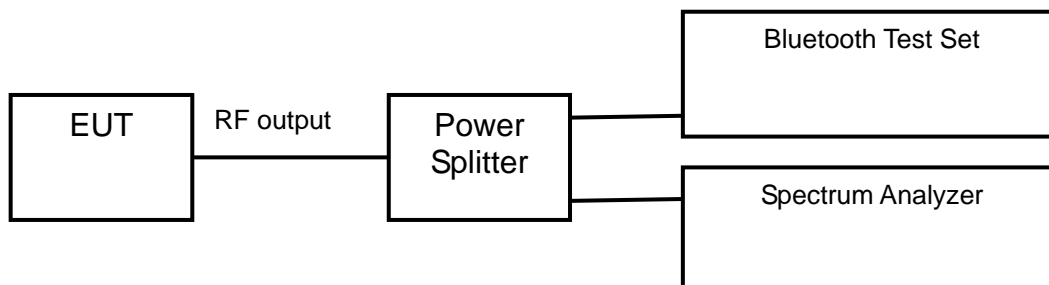 EUT
RF output
Power
Splitter
Bluetooth Test Set
Spectrum Analyzer